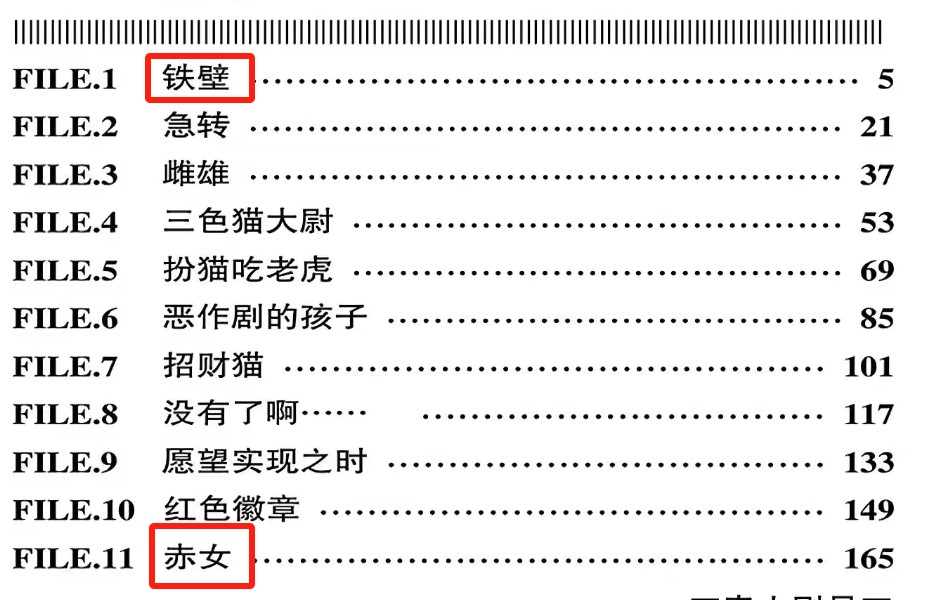 FILE.1 铁壁 ·································· 5
FILE.2 急转 ·································· 21
FILE.3 雌雄 ·································· 37
FILE.4 三色猫大尉 ···························· 53
FILE.5 扮猫吃老虎 ···························· 69
FILE.6 恶作剧的孩子 ·························· 85
FILE.7 招财猫 ································ 101
FILE.8 没有了啊…… ························ 117
FILE.9 愿望实现之时 ·························· 133
FILE.10 红色徽章 ······························ 149
FILE.11 赤女 ·································· 165